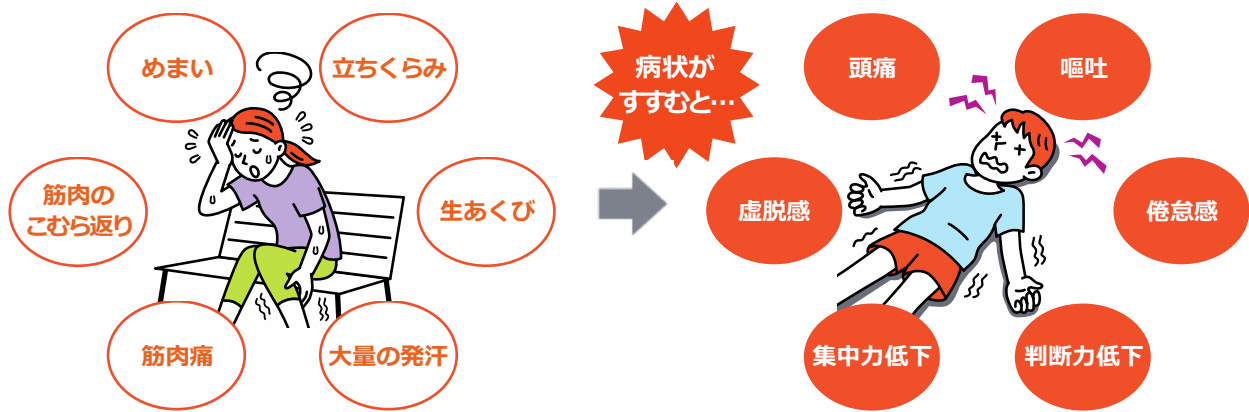 めまい
立ちくらみ
筋肉の
こむら返り
生あくび
筋肉痛
大量の発汗
病状が
すすむと…
頭痛
嘔吐
虚脱感
倦怠感
集中力低下
判断力低下